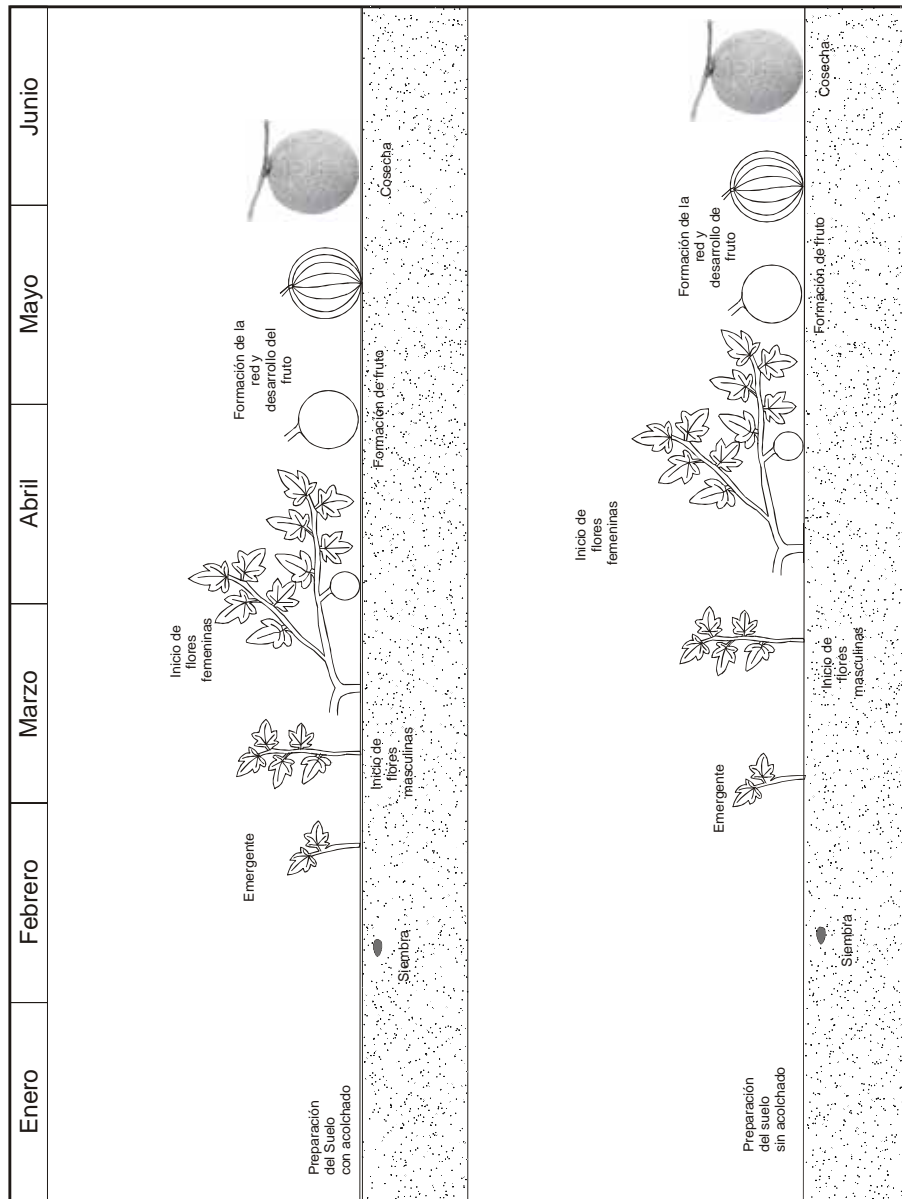 Enero
Febrero
Marzo
Abril
Mayo
Junio
Preparación
del Suelo
con acolchado
Siembra
Emergente
Inicio de
flores
masculinas
Inicio de
flores
femeninas
Formación de fruto
Formación de la
red y
desarrollo del
fruto
Cosecha
Preparación
del suelo
sin acolchado
Siembra
Emergente
Inicio de
flores
masculinas
Inicio de
flores
femeninas
Formación de fruto
Formación de la
red y
desarrollo de
fruto
Cosecha